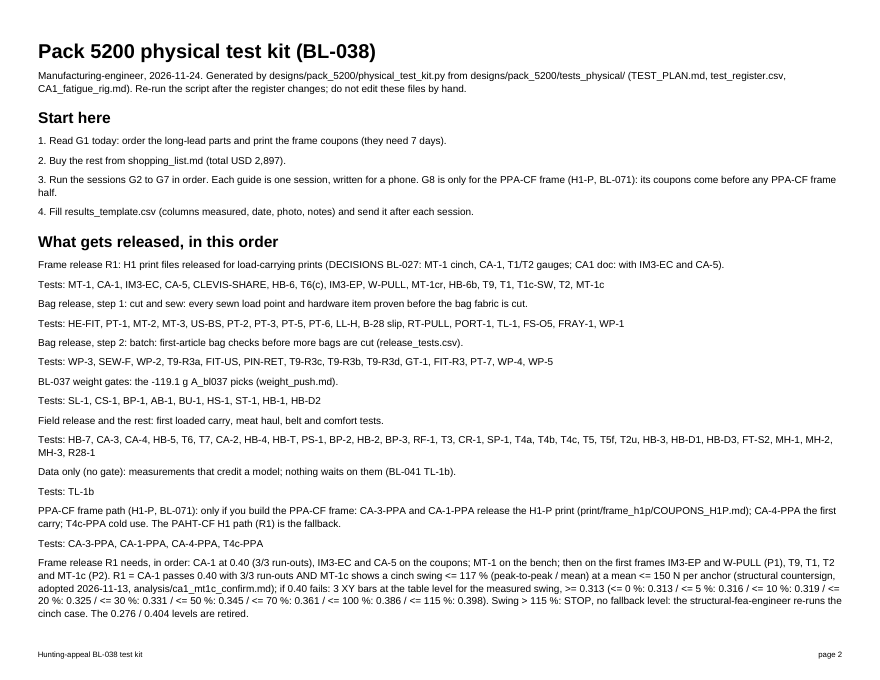 Pack 5200 physical test kit (BL-038)
Manufacturing-engineer, 2026-11-24. Generated by designs/pack_5200/physical_test_kit.py from designs/pack_5200/tests_physical/ (TEST_PLAN.md, test_register.csv,
CA1_fatigue_rig.md). Re-run the script after the register changes; do not edit these files by hand.
Start here
1. Read G1 today: order the long-lead parts and print the frame coupons (they need 7 days).
2. Buy the rest from shopping_list.md (total USD 2,897).
3. Run the sessions G2 to G7 in order. Each guide is one session, written for a phone. G8 is only for the PPA-CF frame (H1-P, BL-071): its coupons come before any PPA-CF frame
half.
4. Fill results_template.csv (columns measured, date, photo, notes) and send it after each session.
What gets released, in this order
Frame release R1: H1 print files released for load-carrying prints (DECISIONS BL-027: MT-1 cinch, CA-1, T1/T2 gauges; CA1 doc: with IM3-EC and CA-5).
Tests: MT-1, CA-1, IM3-EC, CA-5, CLEVIS-SHARE, HB-6, T6(c), IM3-EP, W-PULL, MT-1cr, HB-6b, T9, T1, T1c-SW, T2, MT-1c
Bag release, step 1: cut and sew: every sewn load point and hardware item proven before the bag fabric is cut.
Tests: HE-FIT, PT-1, MT-2, MT-3, US-BS, PT-2, PT-3, PT-5, PT-6, LL-H, B-28 slip, RT-PULL, PORT-1, TL-1, FS-O5, FRAY-1, WP-1
Bag release, step 2: batch: first-article bag checks before more bags are cut (release_tests.csv).
Tests: WP-3, SEW-F, WP-2, T9-R3a, FIT-US, PIN-RET, T9-R3c, T9-R3b, T9-R3d, GT-1, FIT-R3, PT-7, WP-4, WP-5
BL-037 weight gates: the -119.1 g A_bl037 picks (weight_push.md).
Tests: SL-1, CS-1, BP-1, AB-1, BU-1, HS-1, ST-1, HB-1, HB-D2
Field release and the rest: first loaded carry, meat haul, belt and comfort tests.
Tests: HB-7, CA-3, CA-4, HB-5, T6, T7, CA-2, HB-4, HB-T, PS-1, BP-2, HB-2, BP-3, RF-1, T3, CR-1, SP-1, T4a, T4b, T4c, T5, T5f, T2u, HB-3, HB-D1, HB-D3, FT-S2, MH-1, MH-2,
MH-3, R28-1
Data only (no gate): measurements that credit a model; nothing waits on them (BL-041 TL-1b).
Tests: TL-1b
PPA-CF frame path (H1-P, BL-071): only if you build the PPA-CF frame: CA-3-PPA and CA-1-PPA release the H1-P print (print/frame_h1p/COUPONS_H1P.md); CA-4-PPA the first
carry; T4c-PPA cold use. The PAHT-CF H1 path (R1) is the fallback.
Tests: CA-3-PPA, CA-1-PPA, CA-4-PPA, T4c-PPA
Frame release R1 needs, in order: CA-1 at 0.40 (3/3 run-outs), IM3-EC and CA-5 on the coupons; MT-1 on the bench; then on the first frames IM3-EP and W-PULL (P1), T9, T1, T2
and MT-1c (P2). R1 = CA-1 passes 0.40 with 3/3 run-outs AND MT-1c shows a cinch swing <= 117 % (peak-to-peak / mean) at a mean <= 150 N per anchor (structural countersign,
adopted 2026-11-13, analysis/ca1_mt1c_confirm.md); if 0.40 fails: 3 XY bars at the table level for the measured swing, >= 0.313 (<= 0 %: 0.313 / <= 5 %: 0.316 / <= 10 %: 0.319 / <=
20 %: 0.325 / <= 30 %: 0.331 / <= 50 %: 0.345 / <= 70 %: 0.361 / <= 100 %: 0.386 / <= 115 %: 0.398). Swing > 115 %: STOP, no fallback level: the structural-fea-engineer re-runs the
cinch case. The 0.276 / 0.404 levels are retired.
Hunting-appeal BL-038 test kit
page 2